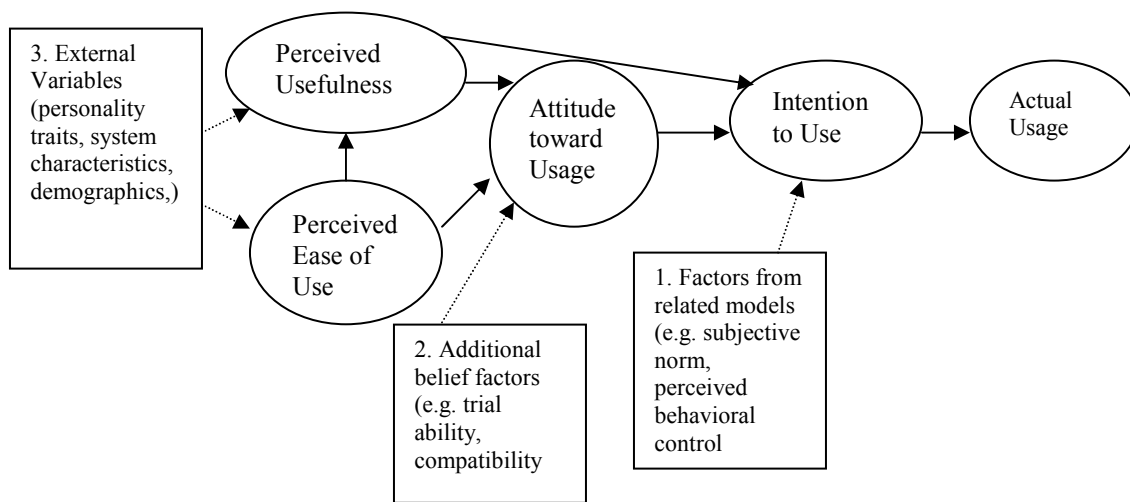 3. External
Variables
(personality
traits, system
characteristics,
demographics,)
Perceived
Usefulness
Perceived
Ease of
Use
Attitude
toward
Usage
Intention
to Use
Actual
Usage
2. Additional
belief factors
(e.g. trial
ability,
compatibility
1. Factors from
related models
(e.g. subjective
norm,
perceived
behavioral
control